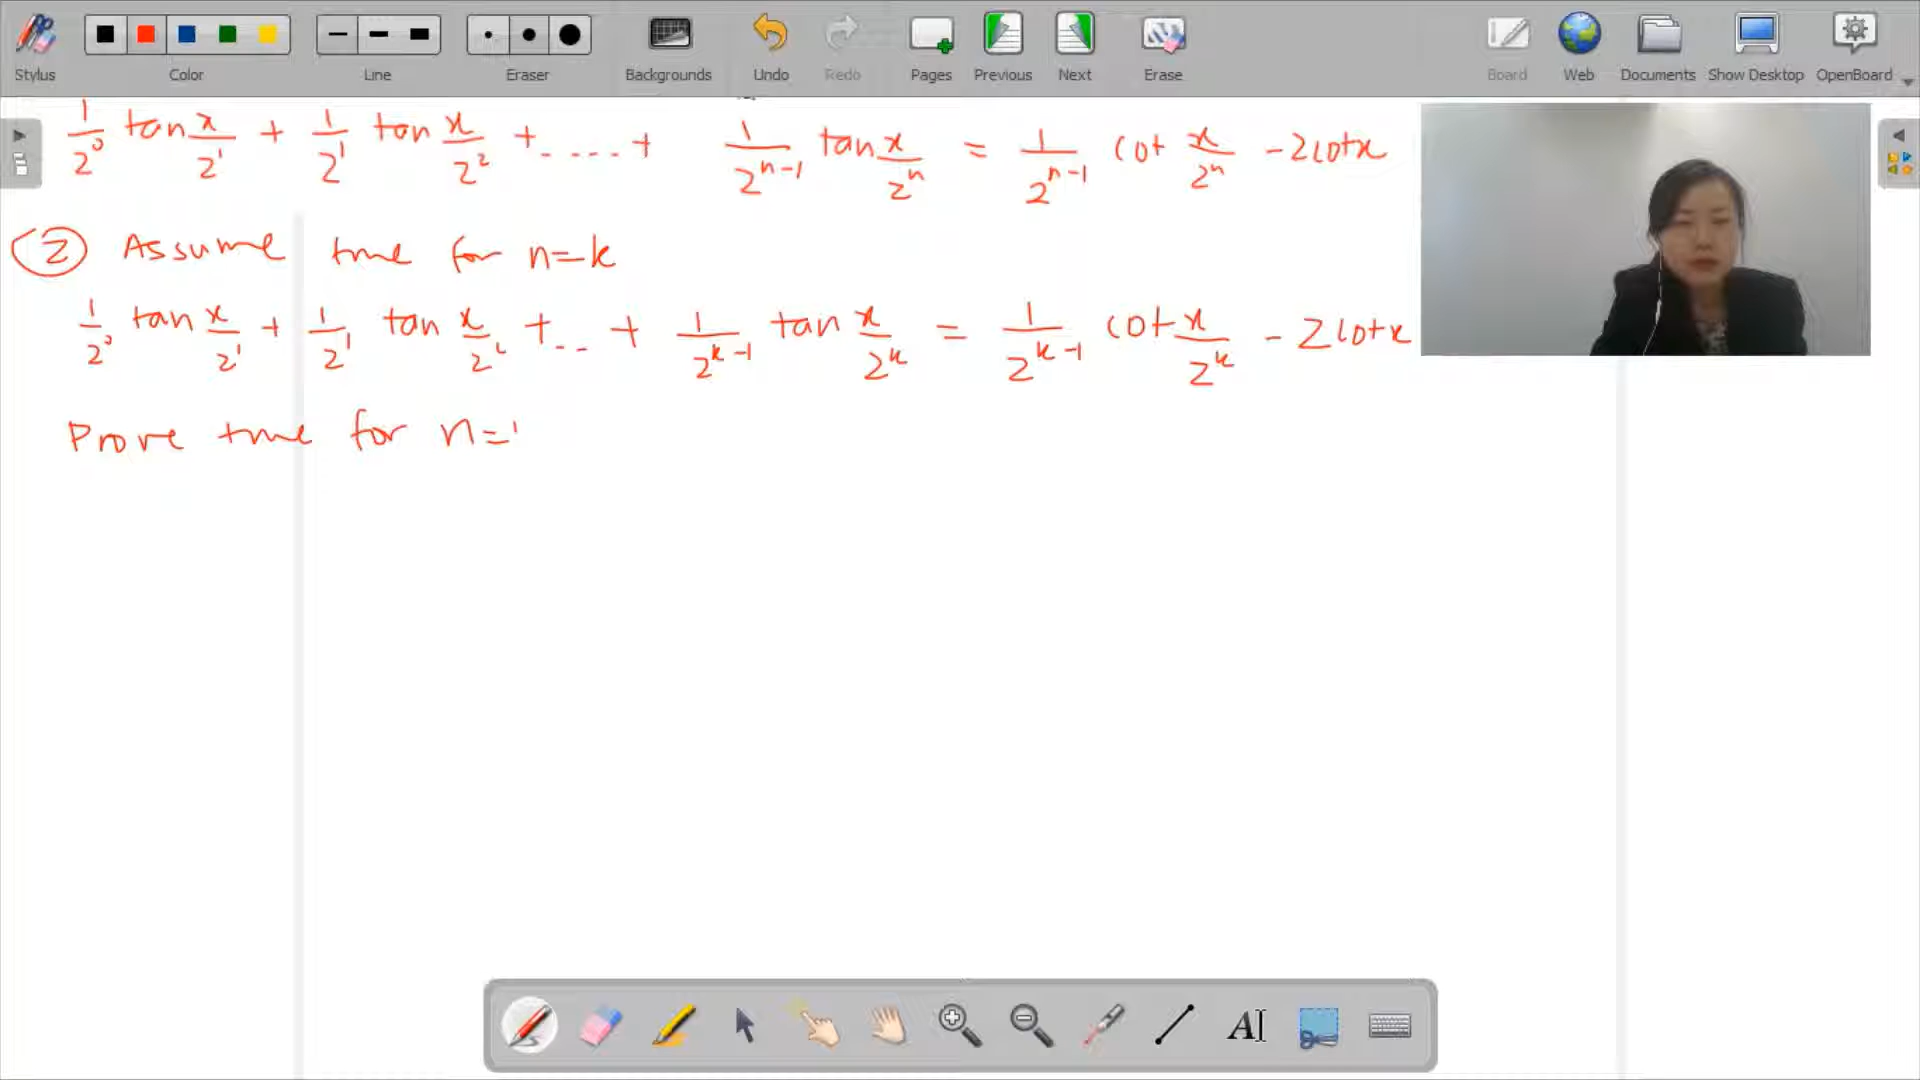 Stylus Color Line Eraser Backgrounds Undo Redo Pages Previous Next Erase Board Web Documents Show Desktop OpenBoard
1/2⁰ tan x/2¹ + 1/2¹ tan x/2² + ..... + 1/2ⁿ⁻¹ tan x/2ⁿ = 1/2ⁿ⁻¹ cot x/2ⁿ - 2cotx
② Assume true for n=k
1/2⁰ tan x/2¹ + 1/2¹ tan x/2² + ... + 1/2ᵏ⁻¹ tan x/2ᵏ = 1/2ᵏ⁻¹ cot x/2ᵏ - 2cotx
Prove true for n=